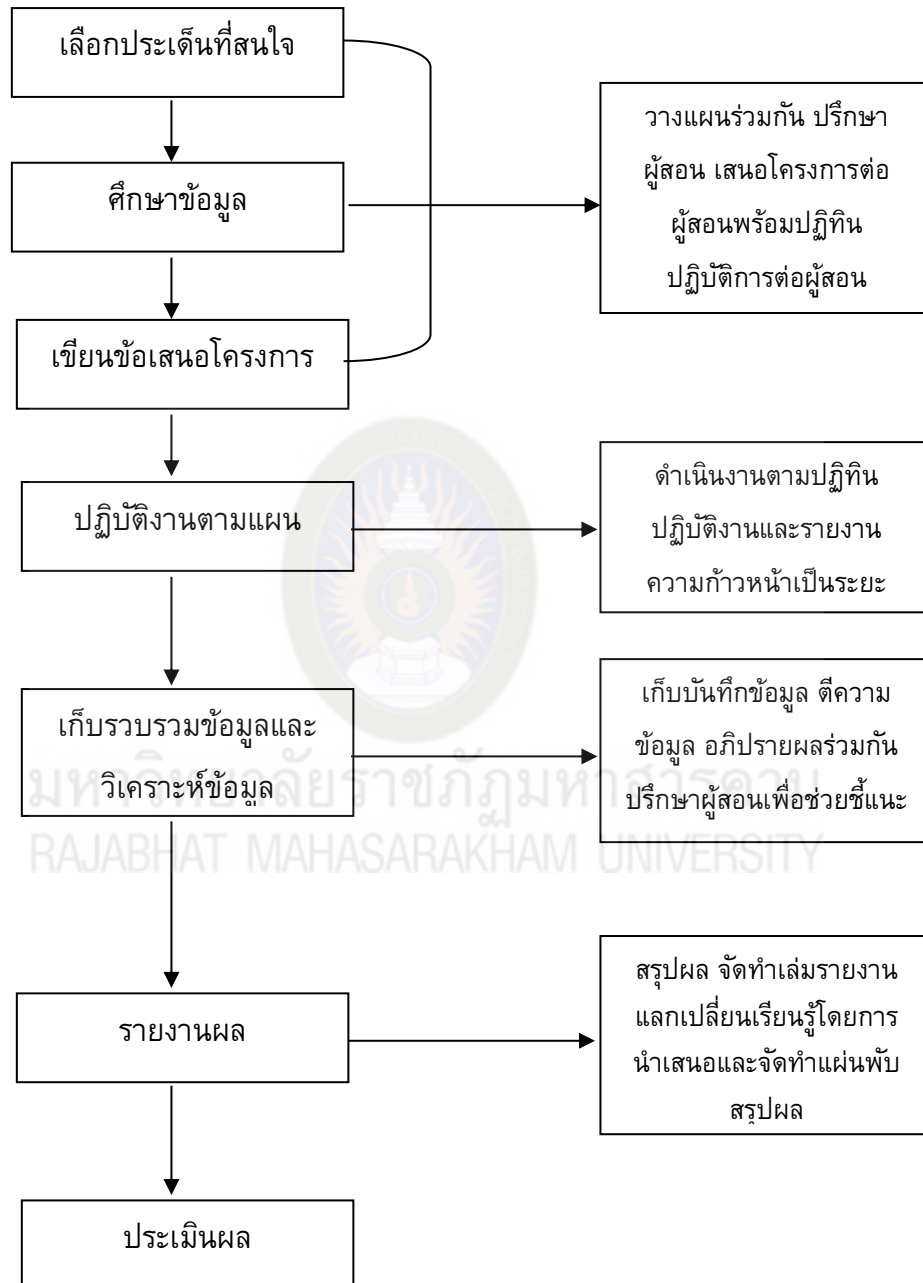 เลือกประเด็นที่สนใจ
ศึกษาข้อมูล
เขียนข้อเสนอโครงการ
วางแผนร่วมกัน ปรึกษา
ผู้สอน เสนอโครงการต่อ
ผู้สอนพร้อมปฏิทิน
ปฏิบัติการต่อผู้สอน
ปฏิบัติงานตามแผน
ดำเนินงานตามปฏิทิน
ปฏิบัติงานและรายงาน
ความก้าวหน้าเป็นระยะ
เก็บรวบรวมข้อมูลและ
วิเคราะห์ข้อมูล
เก็บบันทึกข้อมูล ตีความ
ข้อมูล อภิปรายผลร่วมกัน
ปรึกษาผู้สอนเพื่อช่วยชี้แนะ
มหาวิทยาลัยราชภัฏมหาสารคาม
RAJABHAT MAHASARAKHAM UNIVERSITY
รายงานผล
สรุปผล จัดทำเล่มรายงาน
แลกเปลี่ยนเรียนรู้โดยการ
นำเสนอและจัดทำแผ่นพับ
สรุปผล
ประเมินผล